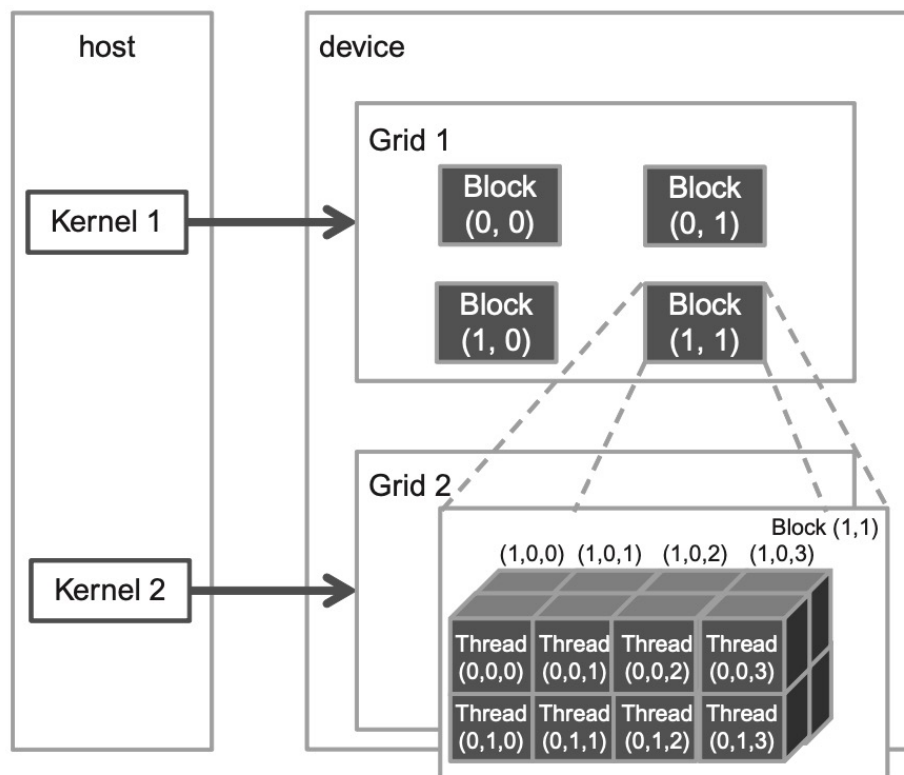 host
device
Grid 1
Kernel 1
Block
(0, 0)
Block
(0, 1)
Block
(1, 0)
Block
(1, 1)
Grid 2
Block (1,1)
(1,0,0) (1,0,1) (1,0,2) (1,0,3)
Kernel 2
Thread
(0,0,0)
Thread
(0,0,1)
Thread
(0,0,2)
Thread
(0,0,3)
Thread
(0,1,0)
Thread
(0,1,1)
Thread
(0,1,2)
Thread
(0,1,3)